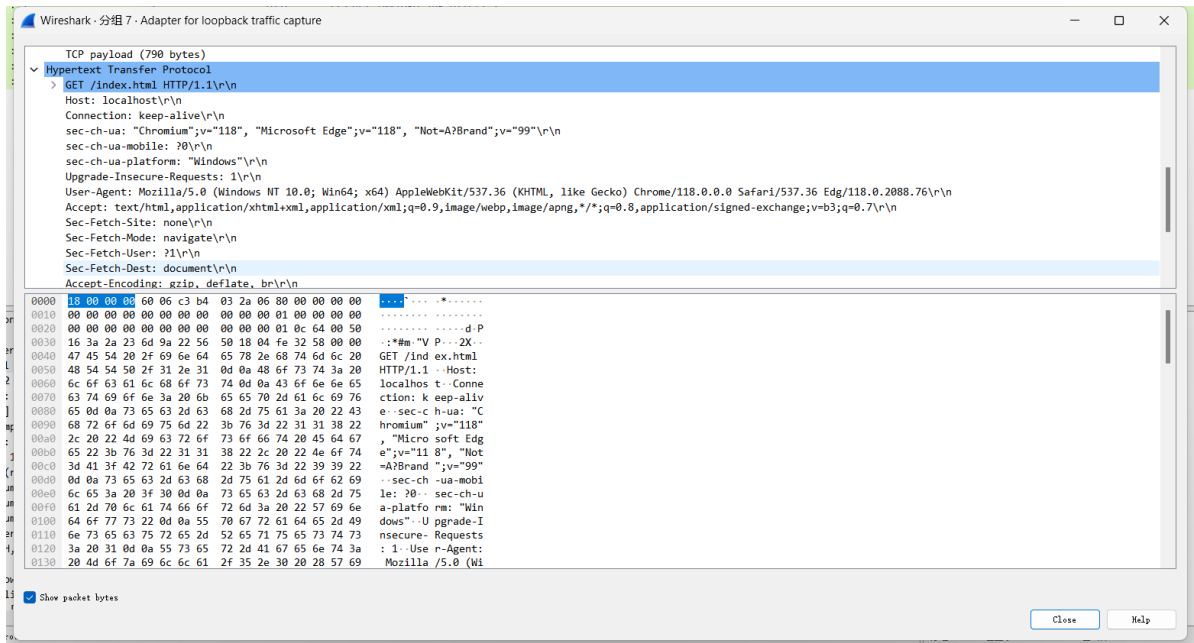 Wireshark · 分组 7 · Adapter for loopback traffic capture
TCP payload (790 bytes)
Hypertext Transfer Protocol
GET /index.html HTTP/1.1\r\n
Host: localhost\r\n
Connection: keep-alive\r\n
sec-ch-ua: "Chromium";v="118", "Microsoft Edge";v="118", "Not=A?Brand";v="99"\r\n
sec-ch-ua-mobile: ?0\r\n
sec-ch-ua-platform: "Windows"\r\n
Upgrade-Insecure-Requests: 1\r\n
User-Agent: Mozilla/5.0 (Windows NT 10.0; Win64; x64) AppleWebKit/537.36 (KHTML, like Gecko) Chrome/118.0.0.0 Safari/537.36 Edg/118.0.2088.76\r\n
Accept: text/html,application/xhtml+xml,application/xml;q=0.9,image/webp,image/apng,*/*;q=0.8,application/signed-exchange;v=b3;q=0.7\r\n
Sec-Fetch-Site: none\r\n
Sec-Fetch-Mode: navigate\r\n
Sec-Fetch-User: ?1\r\n
Sec-Fetch-Dest: document\r\n
Accept-Encoding: gzip, deflate, br\r\n
0000 18 00 00 00 60 06 c3 b4 03 2a 06 80 00 00 00 00 ····`··· ·*······
0010 00 00 00 00 00 00 00 00 00 00 00 01 00 00 00 00 ········ ········
0020 00 00 00 00 00 00 00 00 00 00 00 01 0c 64 00 50 ········ ·····d·P
0030 16 3a 2a 23 6d 9a 22 56 50 18 04 fe 32 58 00 00 ·:*#m·"V P···2X··
0040 47 45 54 20 2f 69 6e 64 65 78 2e 68 74 6d 6c 20 GET /ind ex.html
0050 48 54 54 50 2f 31 2e 31 0d 0a 48 6f 73 74 3a 20 HTTP/1.1 ··Host:
0060 6c 6f 63 61 6c 68 6f 73 74 0d 0a 43 6f 6e 6e 65 localhos t··Conne
0070 63 74 69 6f 6e 3a 20 6b 65 65 70 2d 61 6c 69 76 ction: k eep-aliv
0080 65 0d 0a 73 65 63 2d 63 68 2d 75 61 3a 20 22 43 e··sec-c h-ua: "C
0090 68 72 6f 6d 69 75 6d 22 3b 76 3d 22 31 31 38 22 hromium" ;v="118"
00a0 2c 20 22 4d 69 63 72 6f 73 6f 66 74 20 45 64 67 , "Micro soft Edg
00b0 65 22 3b 76 3d 22 31 31 38 22 2c 20 22 4e 6f 74 e";v="11 8", "Not
00c0 3d 41 3f 42 72 61 6e 64 22 3b 76 3d 22 39 39 22 =A?Brand ";v="99"
00d0 0d 0a 73 65 63 2d 63 68 2d 75 61 2d 6d 6f 62 69 ··sec-ch -ua-mobi
00e0 6c 65 3a 20 3f 30 0d 0a 73 65 63 2d 63 68 2d 75 le: ?0·· sec-ch-u
00f0 61 2d 70 6c 61 74 66 6f 72 6d 3a 20 22 57 69 6e a-platfo rm: "Win
0100 64 6f 77 73 22 0d 0a 55 70 67 72 61 64 65 2d 49 dows"··U pgrade-I
0110 6e 73 65 63 75 72 65 2d 52 65 71 75 65 73 74 73 nsecure- Requests
0120 3a 20 31 0d 0a 55 73 65 72 2d 41 67 65 6e 74 3a : 1··Use r-Agent:
0130 20 4d 6f 7a 69 6c 6c 61 2f 35 2e 30 20 28 57 69 Mozilla /5.0 (Wi
Show packet bytes
Close
Help